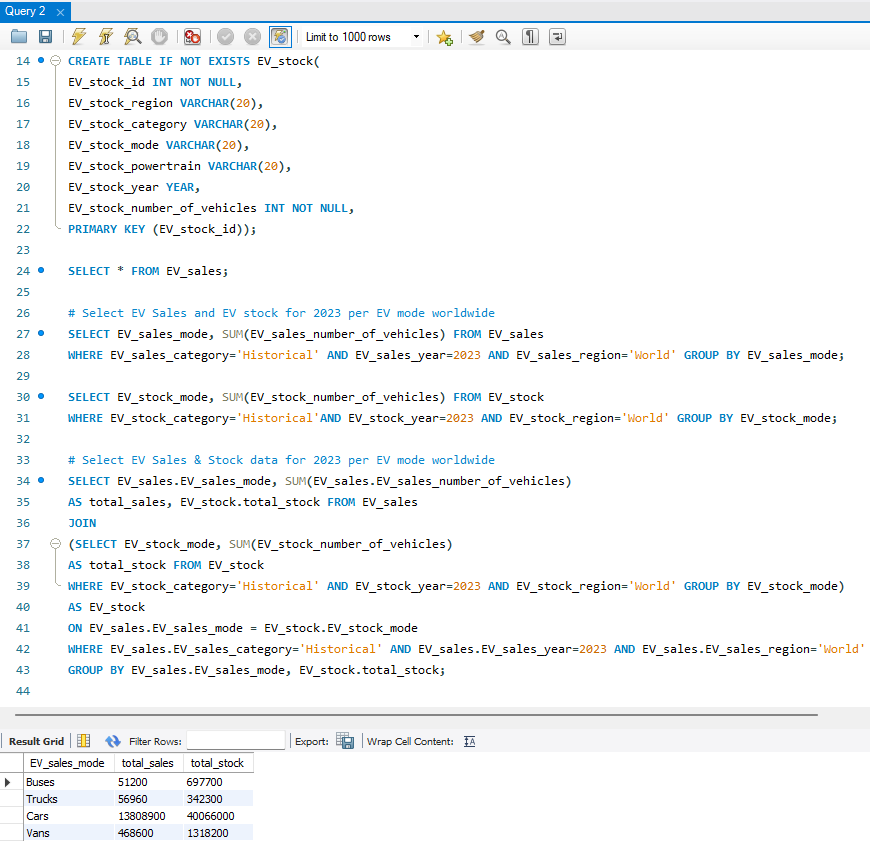 Query 2
Limit to 1000 rows
14 CREATE TABLE IF NOT EXISTS EV_stock(
15 EV_stock_id INT NOT NULL,
16 EV_stock_region VARCHAR(20),
17 EV_stock_category VARCHAR(20),
18 EV_stock_mode VARCHAR(20),
19 EV_stock_powertrain VARCHAR(20),
20 EV_stock_year YEAR,
21 EV_stock_number_of_vehicles INT NOT NULL,
22 PRIMARY KEY (EV_stock_id));
23
24 SELECT * FROM EV_sales;
25
26 # Select EV Sales and EV stock for 2023 per EV mode worldwide
27 SELECT EV_sales_mode, SUM(EV_sales_number_of_vehicles) FROM EV_sales
28 WHERE EV_sales_category='Historical' AND EV_sales_year=2023 AND EV_sales_region='World' GROUP BY EV_sales_mode;
29
30 SELECT EV_stock_mode, SUM(EV_stock_number_of_vehicles) FROM EV_stock
31 WHERE EV_stock_category='Historical'AND EV_stock_year=2023 AND EV_stock_region='World' GROUP BY EV_stock_mode;
32
33 # Select EV Sales & Stock data for 2023 per EV mode worldwide
34 SELECT EV_sales.EV_sales_mode, SUM(EV_sales.EV_sales_number_of_vehicles)
35 AS total_sales, EV_stock.total_stock FROM EV_sales
36 JOIN
37 (SELECT EV_stock_mode, SUM(EV_stock_number_of_vehicles)
38 AS total_stock FROM EV_stock
39 WHERE EV_stock_category='Historical' AND EV_stock_year=2023 AND EV_stock_region='World' GROUP BY EV_stock_mode)
40 AS EV_stock
41 ON EV_sales.EV_sales_mode = EV_stock.EV_stock_mode
42 WHERE EV_sales.EV_sales_category='Historical' AND EV_sales.EV_sales_year=2023 AND EV_sales.EV_sales_region='World'
43 GROUP BY EV_sales.EV_sales_mode, EV_stock.total_stock;
44
Result Grid Filter Rows: Export: Wrap Cell Content:
EV_sales_mode total_sales total_stock
Buses 51200 697700
Trucks 56960 342300
Cars 13808900 40066000
Vans 468600 1318200